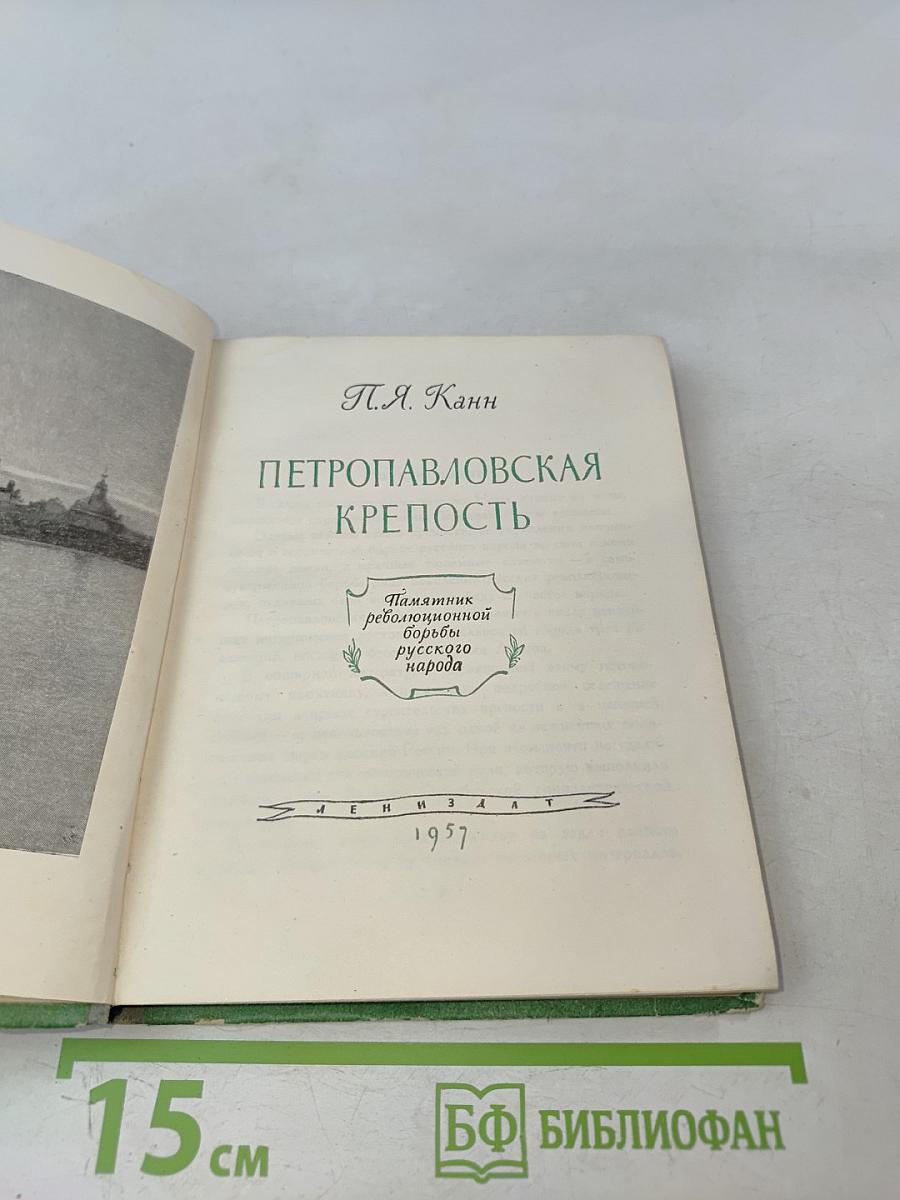 П.Я. Канн
ПЕТРОПАВЛОВСКАЯ
КРЕПОСТЬ
Памятник
революционной
борьбы
русского
народа
ЛЕНИЗДАТ
1957
15 см
БФ БИБЛИОФАН